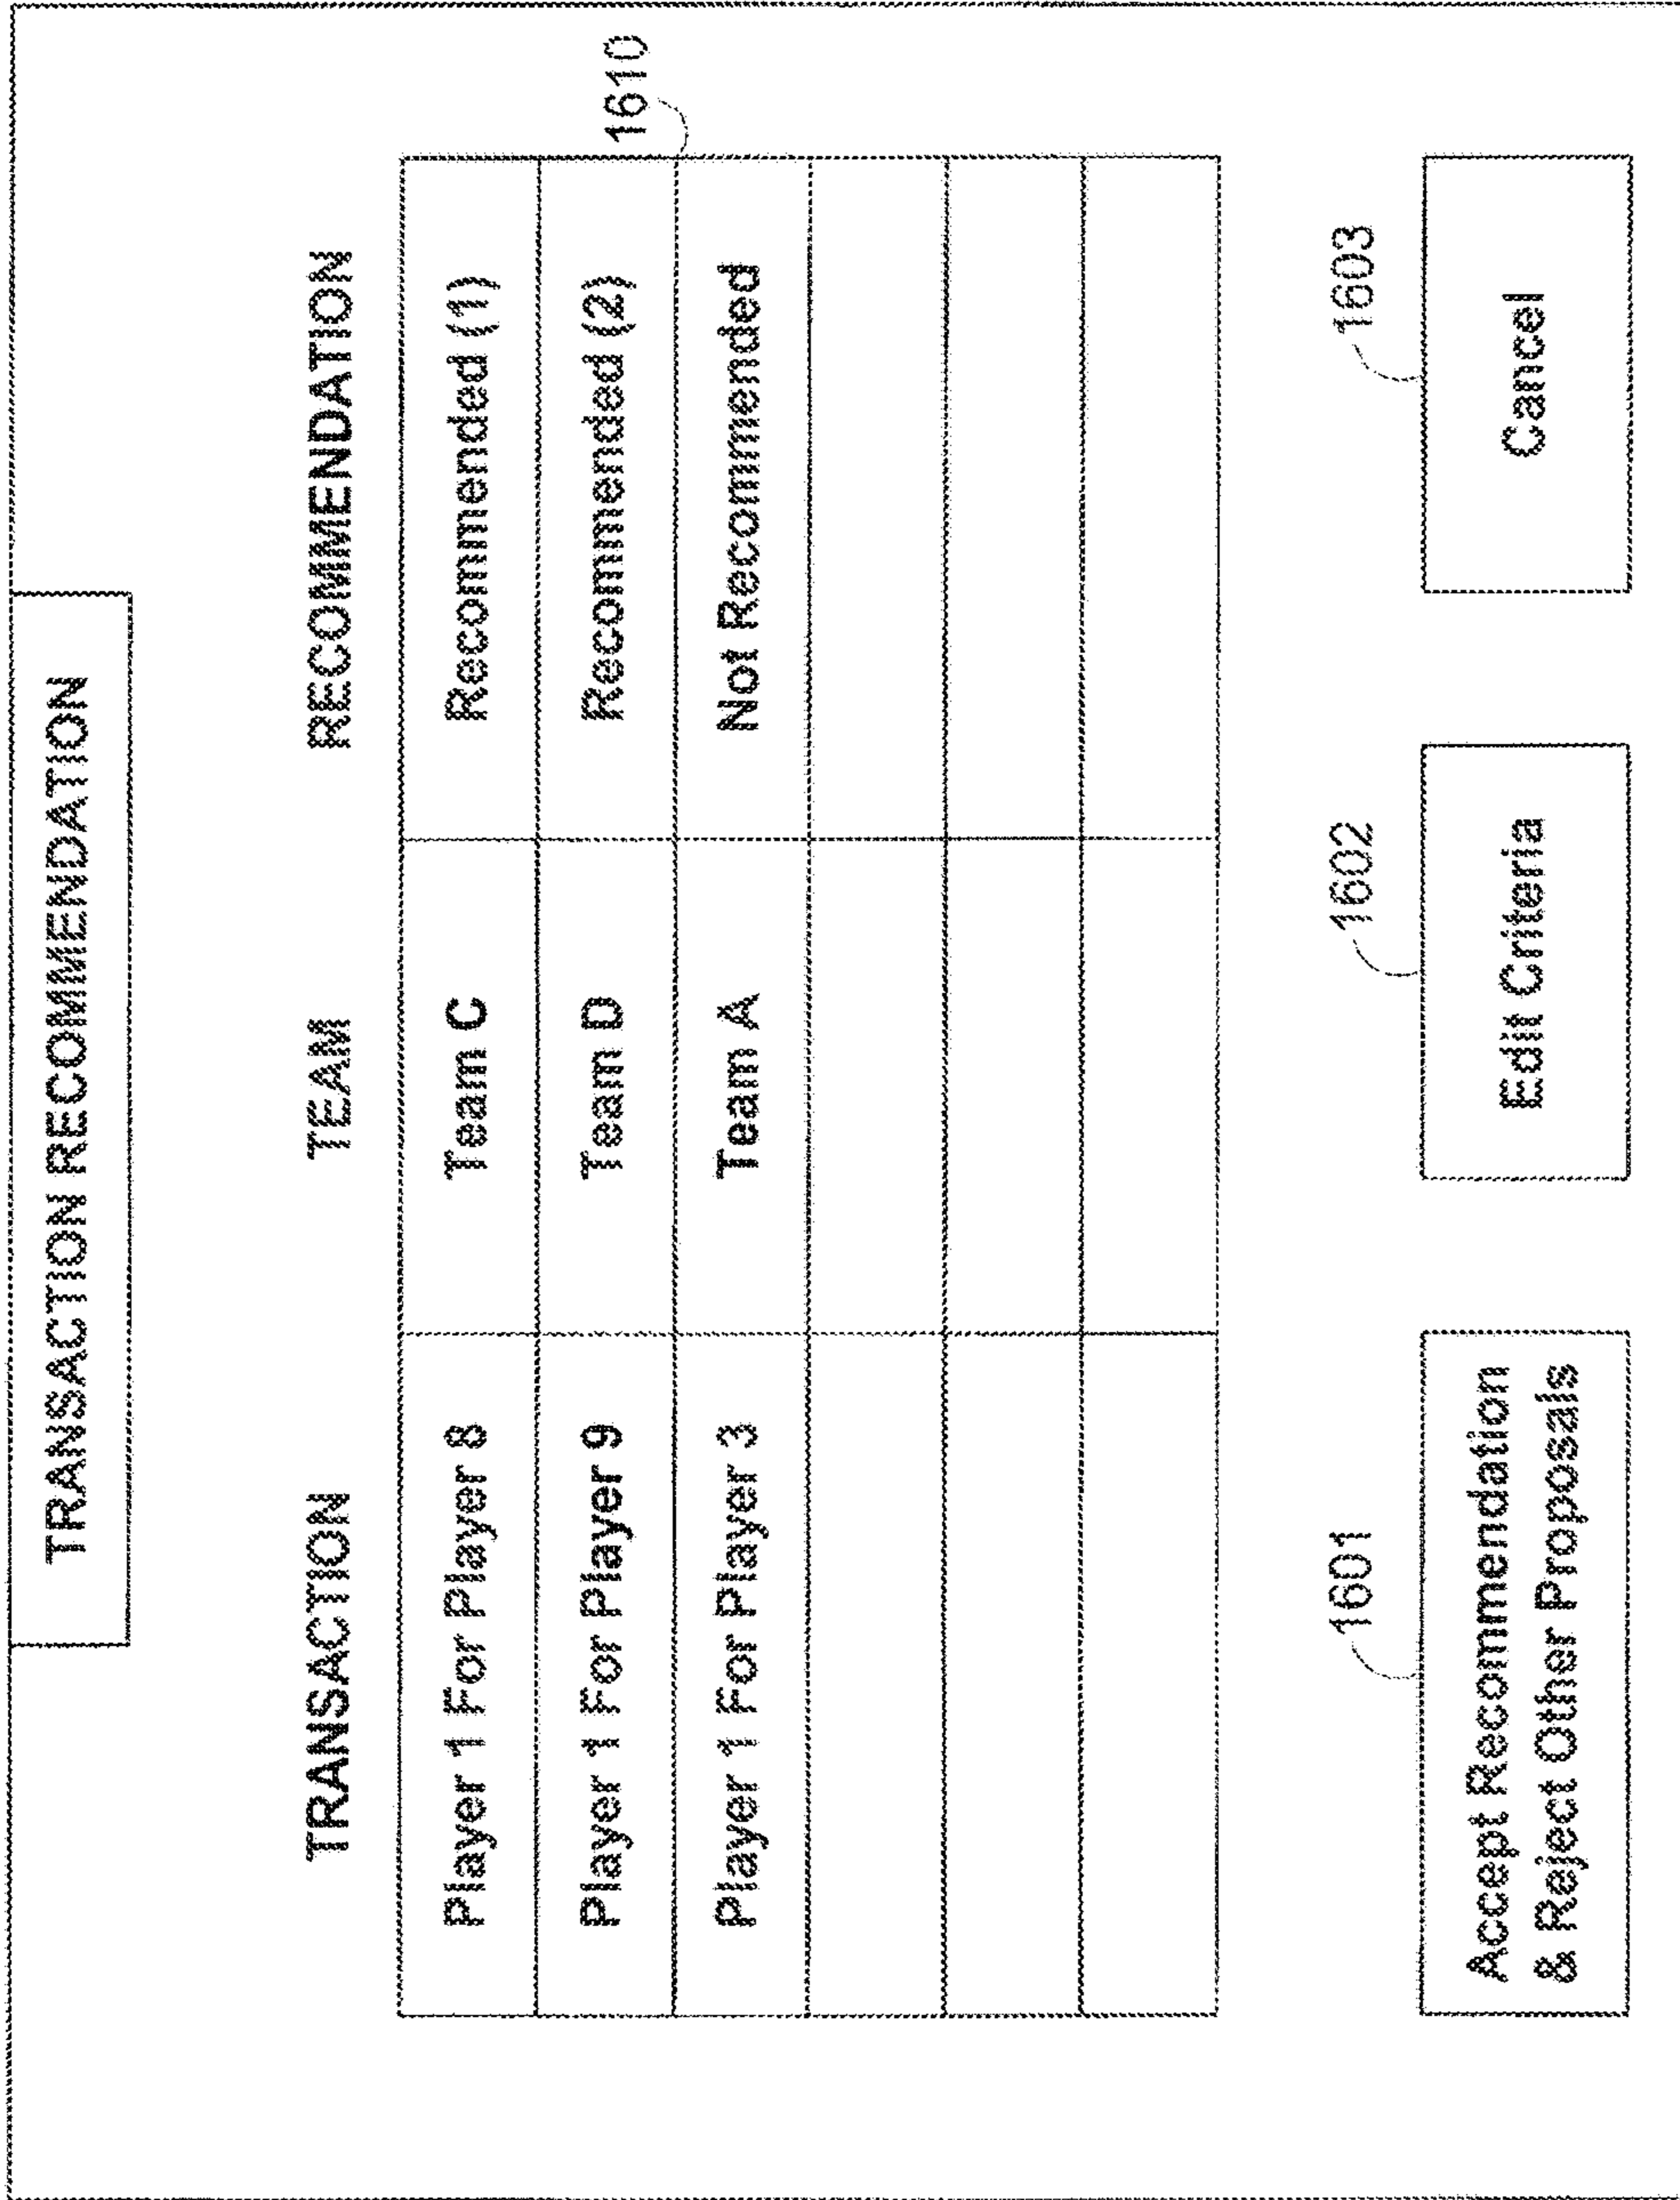 TRANSACTION RECOMMENDATION
TRANSACTION TEAM RECOMMENDATION
1610
Player 1 For Player 8 Team C Recommended (1)
Player 1 For Player 9 Team D Recommended (2)
Player 1 For Player 3 Team A Not Recommended
1601 1602 1603
Accept Recommendation
& Reject Other Proposals
Edit Criteria
Cancel